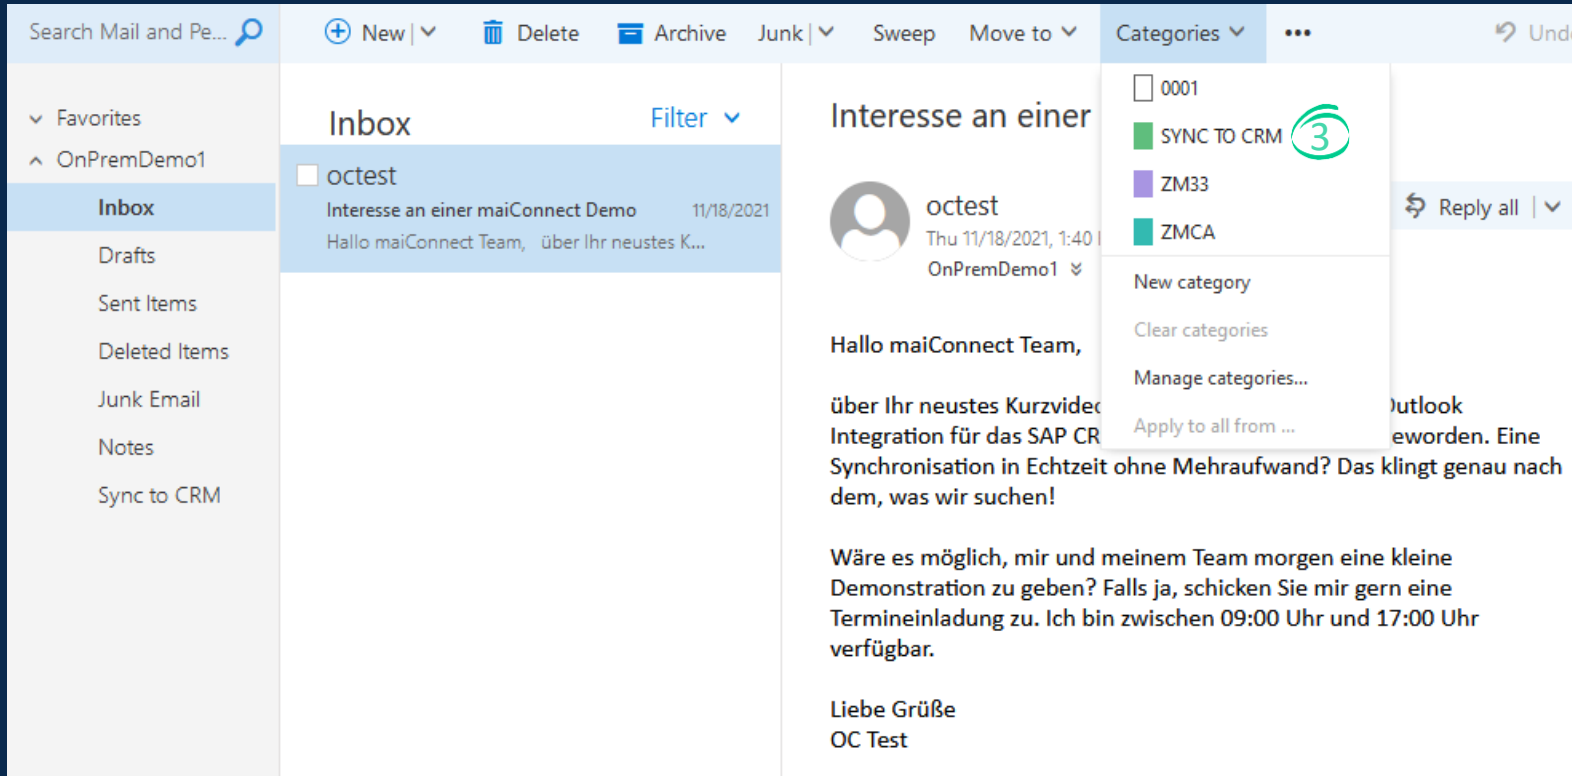 Search Mail and Pe...
New
Delete
Archive
Junk
Sweep
Move to
Categories
•••
Favorites
OnPremDemo1
Inbox
Drafts
Sent Items
Deleted Items
Junk Email
Notes
Sync to CRM
Inbox
Filter
octest
Interesse an einer maiConnect Demo 11/18/2021
Hallo maiConnect Team, über Ihr neustes K...
0001
SYNC TO CRM 3
ZM33
ZMCA
New category
Clear categories
Manage categories...
Apply to all from ...
Interesse an einer
octest
Thu 11/18/2021, 1:40
OnPremDemo1
Reply all
Hallo maiConnect Team,
über Ihr neustes
Integration für das SAP
Synchronisation in Echtzeit ohne Mehraufwand? Das klingt genau nach
dem, was wir suchen!
Wäre es möglich, mir und meinem Team morgen eine kleine
Demonstration zu geben? Falls ja, schicken Sie mir gern eine
Termineinladung zu. Ich bin zwischen 09:00 Uhr und 17:00 Uhr
verfügbar.
Liebe Grüße
OC Test